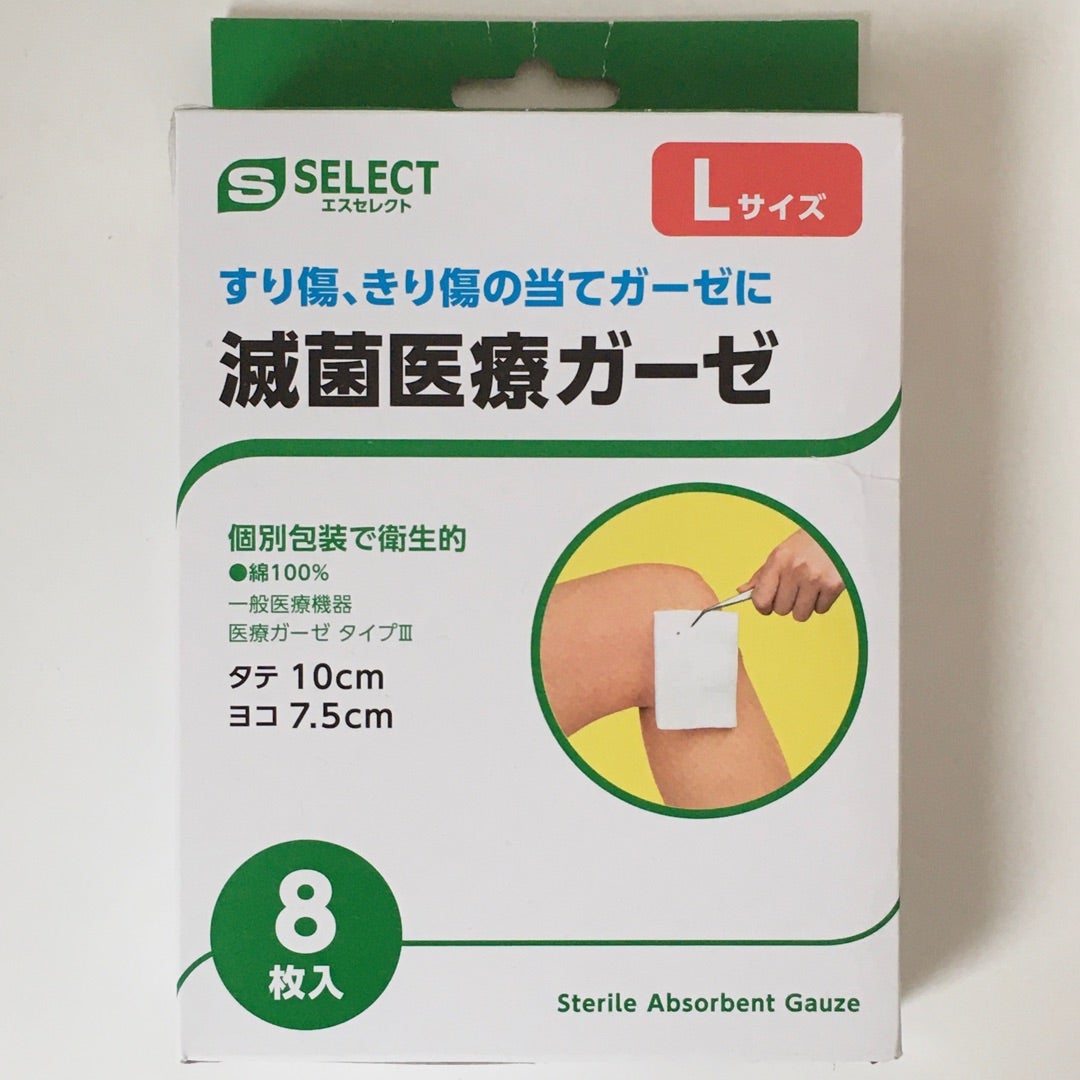 S SELECT
エスセレクト
Lサイズ
すり傷、きり傷の当てガーゼに
滅菌医療ガーゼ
個別包装で衛生的
●綿100%
一般医療機器
医療ガーゼ タイプⅢ
タテ 10cm
ヨコ 7.5cm
8
枚入
Sterile Absorbent Gauze